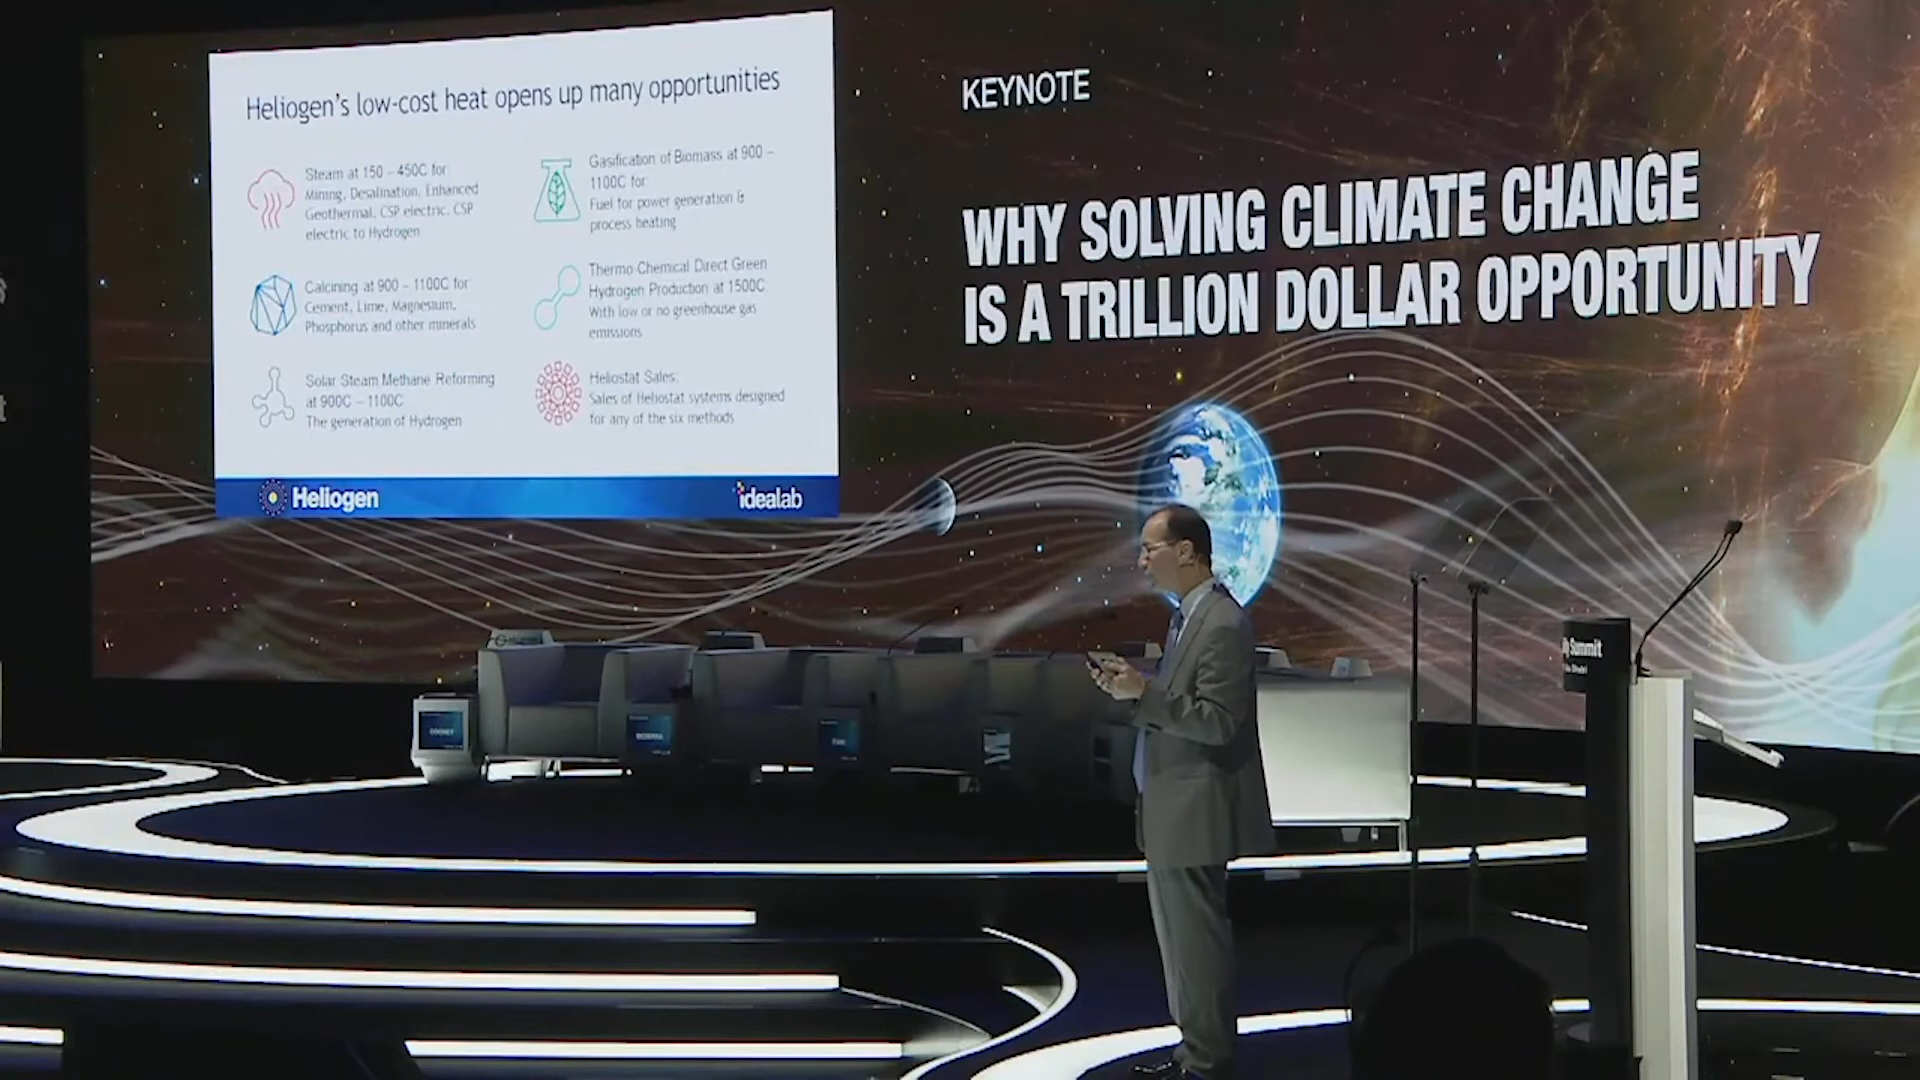 Heliogen's low-cost heat opens up many opportunities
Steam at 150 – 450C for:
Mining, Desalination, Enhanced
Geothermal, CSP electric, CSP
electric to Hydrogen
Calcining at 900 – 1100C for
Cement, Lime, Magnesium,
Phosphorus and other minerals
Solar Steam Methane Reforming
at 900C – 1100C
The generation of Hydrogen
Gasification of Biomass at 900 –
1100C for
Fuel for power generation &
process heating
Thermo Chemical Direct Green
Hydrogen Production at 1500C
With low or no greenhouse gas
emissions
Heliostat Sales:
Sales of Heliostat systems designed
for any of the six methods
Heliogen
idealab
KEYNOTE
WHY SOLVING CLIMATE CHANGE
IS A TRILLION DOLLAR OPPORTUNITY
Summit